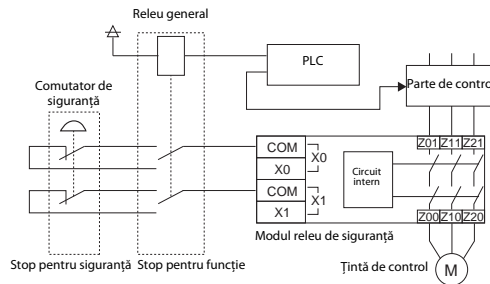 Releu general
PLC
Parte de control
Comutator de
siguranță
Z01 Z11 Z21
COM
X0
X0
COM
X1
X1
Circuit
intern
Z00 Z10 Z20
Modul releu de siguranță
Stop pentru siguranță
Stop pentru funcție
Țintă de control
M